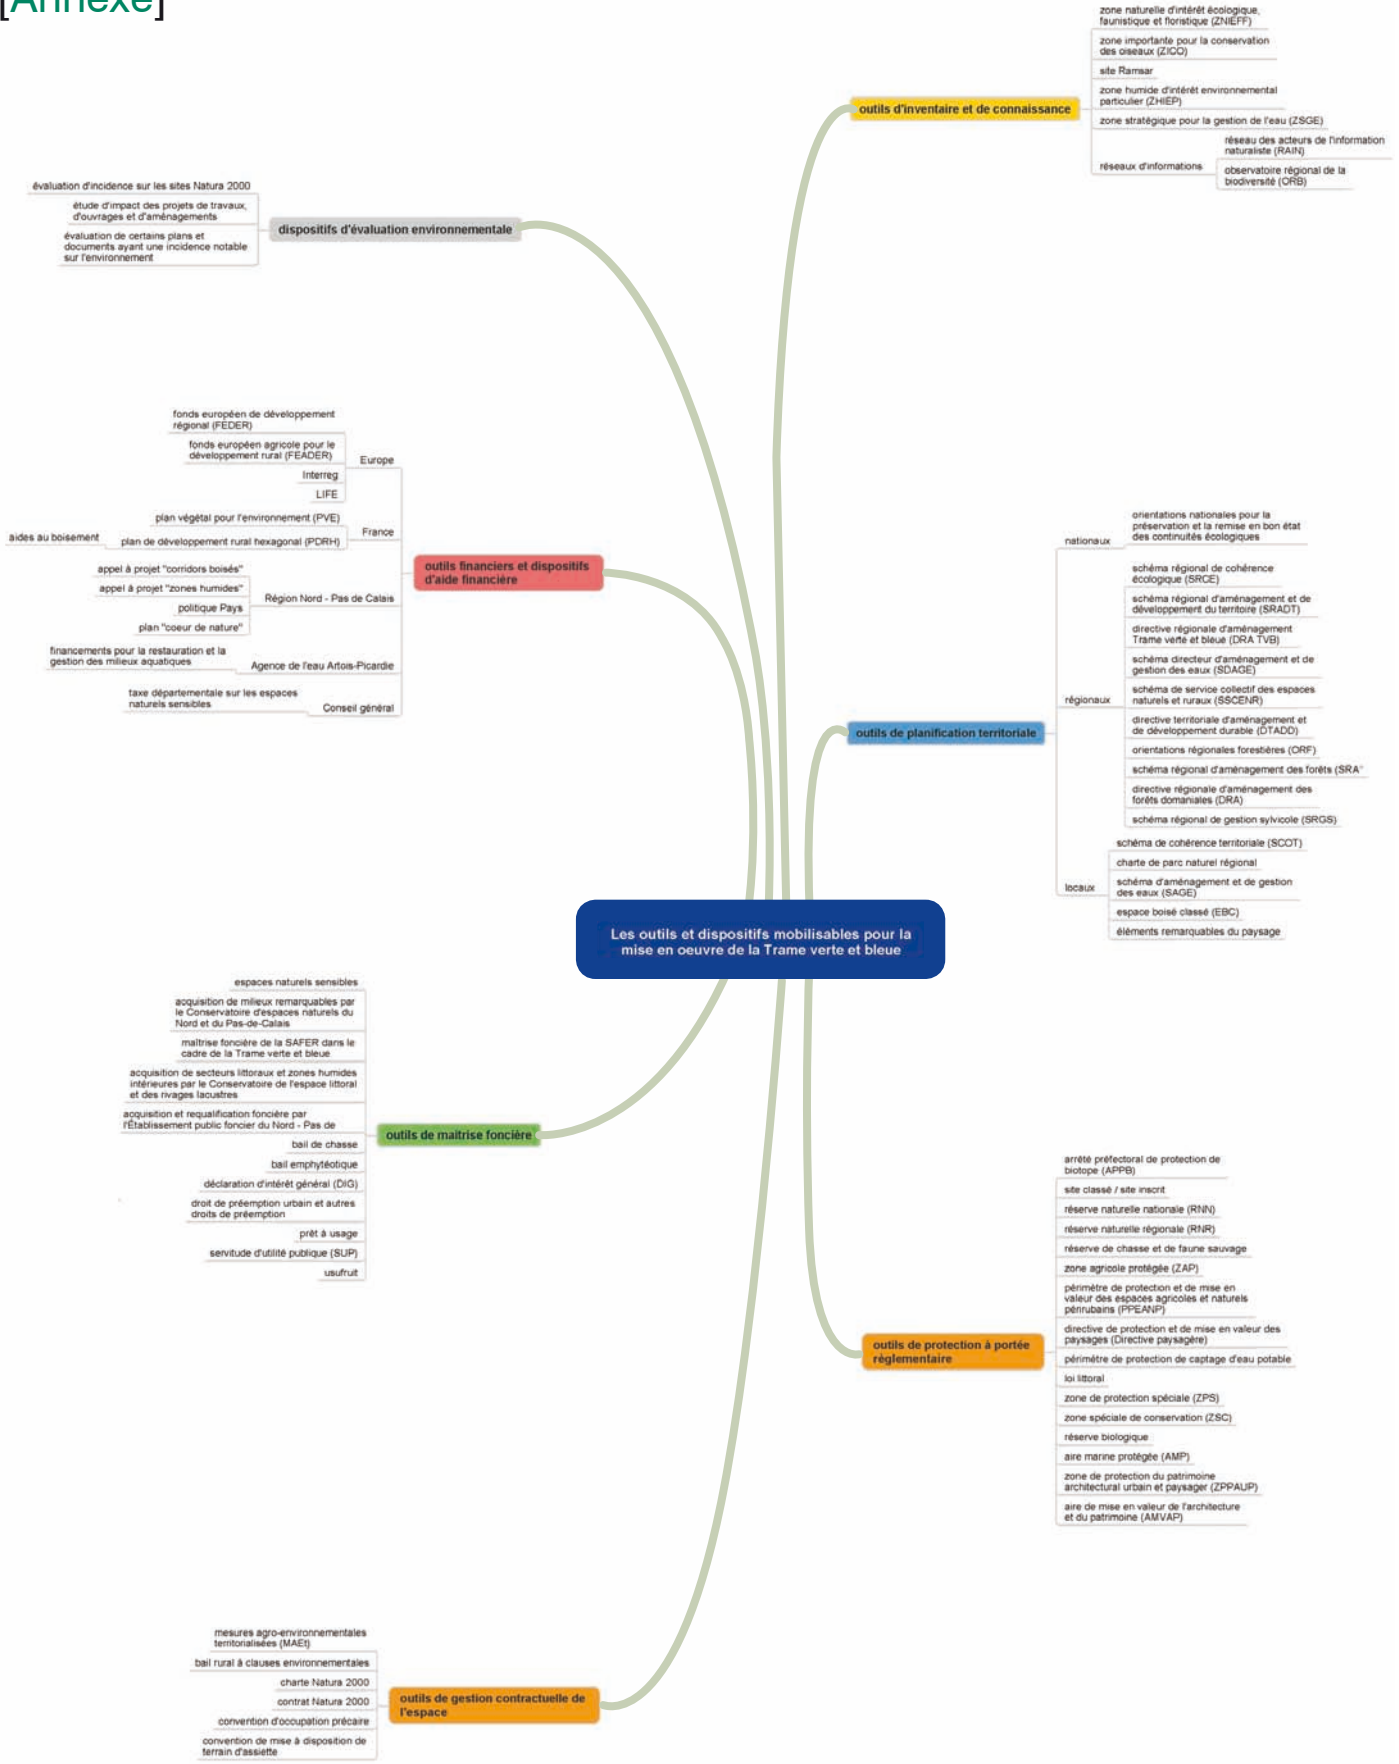 [Annexe]
zone naturelle d'intérêt écologique,
faunistique et floristique (ZNIEFF)
zone importante pour la conservation
des oiseaux (ZICO)
site Ramsar
zone humide d'intérêt environnemental
particulier (ZHIEP)
zone stratégique pour la gestion de l'eau (ZSGE)
réseau des acteurs de l'information
naturaliste (RAIN)
réseaux d'informations
observatoire régional de la
biodiversité (ORB)
outils d'inventaire et de connaissance
évaluation d'incidence sur les sites Natura 2000
étude d'impact des projets de travaux,
d'ouvrages et d'aménagements
évaluation de certains plans et
documents ayant une incidence notable
sur l'environnement
dispositifs d'évaluation environnementale
fonds européen de développement
régional (FEDER)
fonds européen agricole pour le
développement rural (FEADER)
Interreg
LIFE
Europe
plan végétal pour l'environnement (PVE)
aides au boisement
plan de développement rural hexagonal (PDRH)
France
appel à projet "corridors boisés"
appel à projet "zones humides"
politique Pays
plan "coeur de nature"
Région Nord - Pas de Calais
financements pour la restauration et la
gestion des milieux aquatiques
Agence de l'eau Artois-Picardie
taxe départementale sur les espaces
naturels sensibles
Conseil général
outils financiers et dispositifs
d'aide financière
nationaux
orientations nationales pour la
préservation et la remise en bon état
des continuités écologiques
schéma régional de cohérence
écologique (SRCE)
schéma régional d'aménagement et de
développement du territoire (SRADT)
directive régionale d'aménagement
Trame verte et bleue (DRA TVB)
schéma directeur d'aménagement et de
gestion des eaux (SDAGE)
régionaux
schéma de service collectif des espaces
naturels et ruraux (SSCENR)
directive territoriale d'aménagement et
de développement durable (DTADD)
orientations régionales forestières (ORF)
schéma régional d'aménagement des forêts (SRA
directive régionale d'aménagement des
forêts domaniales (DRA)
schéma régional de gestion sylvicole (SRGS)
outils de planification territoriale
schéma de cohérence territoriale (SCOT)
charte de parc naturel régional
locaux
schéma d'aménagement et de gestion
des eaux (SAGE)
espace boisé classé (EBC)
éléments remarquables du paysage
Les outils et dispositifs mobilisables pour la
mise en oeuvre de la Trame verte et bleue
espaces naturels sensibles
acquisition de milieux remarquables par
le Conservatoire d'espaces naturels du
Nord et du Pas-de-Calais
maîtrise foncière de la SAFER dans le
cadre de la Trame verte et bleue
acquisition de secteurs littoraux et zones humides
intérieures par le Conservatoire de l'espace littoral
et des rivages lacustres
acquisition et requalification foncière par
l'Établissement public foncier du Nord - Pas de
bail de chasse
bail emphytéotique
déclaration d'intérêt général (DIG)
droit de préemption urbain et autres
droits de préemption
prêt à usage
servitude d'utilité publique (SUP)
usufruit
outils de maîtrise foncière
arrêté préfectoral de protection de
biotope (APPB)
site classé / site inscrit
réserve naturelle nationale (RNN)
réserve naturelle régionale (RNR)
réserve de chasse et de faune sauvage
zone agricole protégée (ZAP)
périmètre de protection et de mise en
valeur des espaces agricoles et naturels
périrubains (PPEANP)
directive de protection et de mise en valeur des
paysages (Directive paysagère)
périmètre de protection de captage d'eau potable
loi littoral
zone de protection spéciale (ZPS)
zone spéciale de conservation (ZSC)
réserve biologique
aire marine protégée (AMP)
zone de protection du patrimoine
architectural urbain et paysager (ZPPAUP)
aire de mise en valeur de l'architecture
et du patrimoine (AMVAP)
outils de protection à portée
règlementaire
mesures agro-environnementales
territorialisées (MAEt)
bail rural à clauses environnementales
charte Natura 2000
contrat Natura 2000
convention d'occupation précaire
convention de mise à disposition de
terrain d'assiette
outils de gestion contractuelle de
l'espace